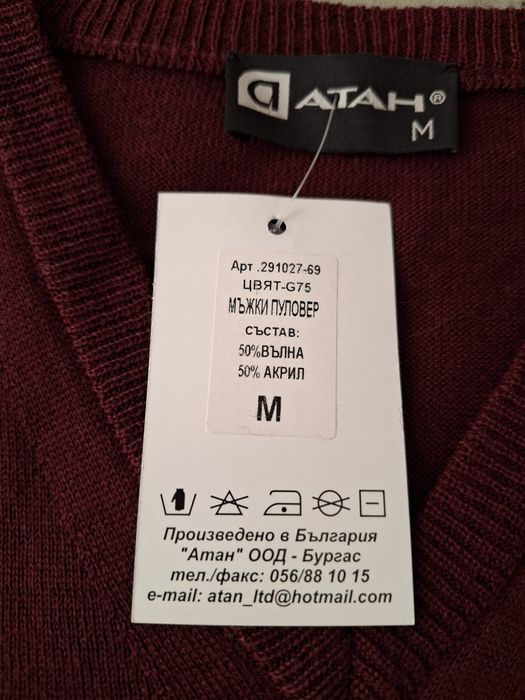 АТАН®
M
Арт .291027-69
ЦВЯТ-G75
МЪЖКИ ПУЛОВЕР
СЪСТАВ:
50%ВЪЛНА
50% АКРИЛ
M
Произведено в България
"Атан" ООД - Бургас
тел./факс: 056/88 10 15
e-mail: atan_ltd@hotmail.com